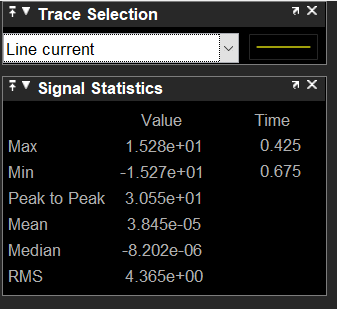 Trace Selection
Line current
Signal Statistics
Value Time
Max 1.528e+01 0.425
Min -1.527e+01 0.675
Peak to Peak 3.055e+01
Mean 3.845e-05
Median -8.202e-06
RMS 4.365e+00